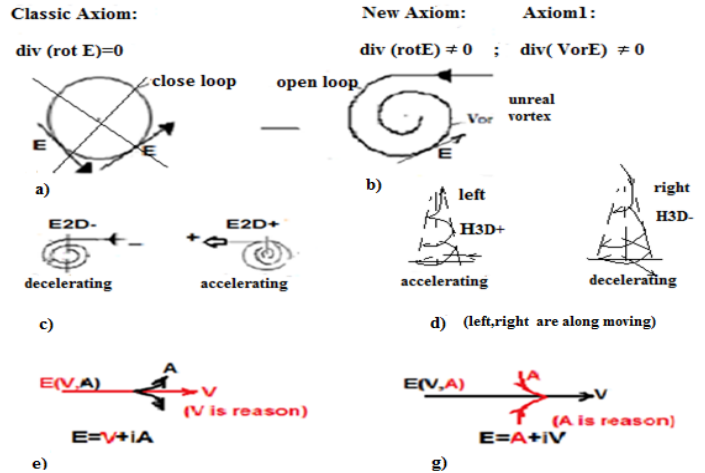 Classic Axiom:
New Axiom:
Axiom1:
div (rot E)=0
div (rotE) ≠ 0 ; div( VorE) ≠ 0
close loop
open loop
unreal
vortex
Vor
E
E
E
a)
b)
E2D-
E2D+
−
+
decelerating
accelerating
c)
left
H3D+
accelerating
right
H3D-
decelerating
d) (left,right are along moving)
E(V,A)
A
V
(V is reason)
E=V+iA
e)
E(V,A)
A
V
(A is reason)
E=A+iV
g)